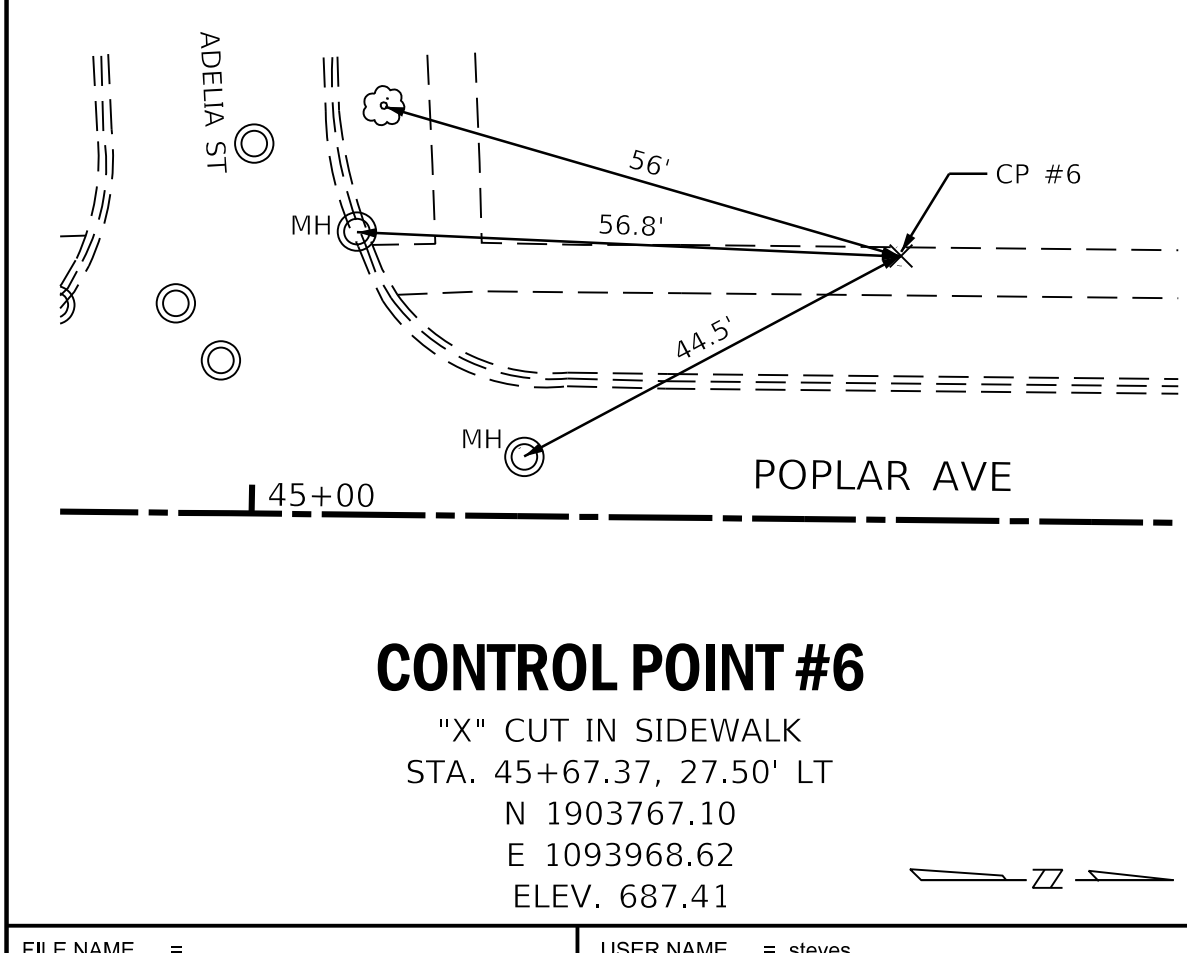 ADELIA ST
56'
CP #6
MH
56.8'
44.5'
MH
POPLAR AVE
45+00
CONTROL POINT #6
"X" CUT IN SIDEWALK
STA. 45+67.37, 27.50' LT
N 1903767.10
E 1093968.62
ELEV. 687.41
Z
FILE NAME =
USER NAME = steves